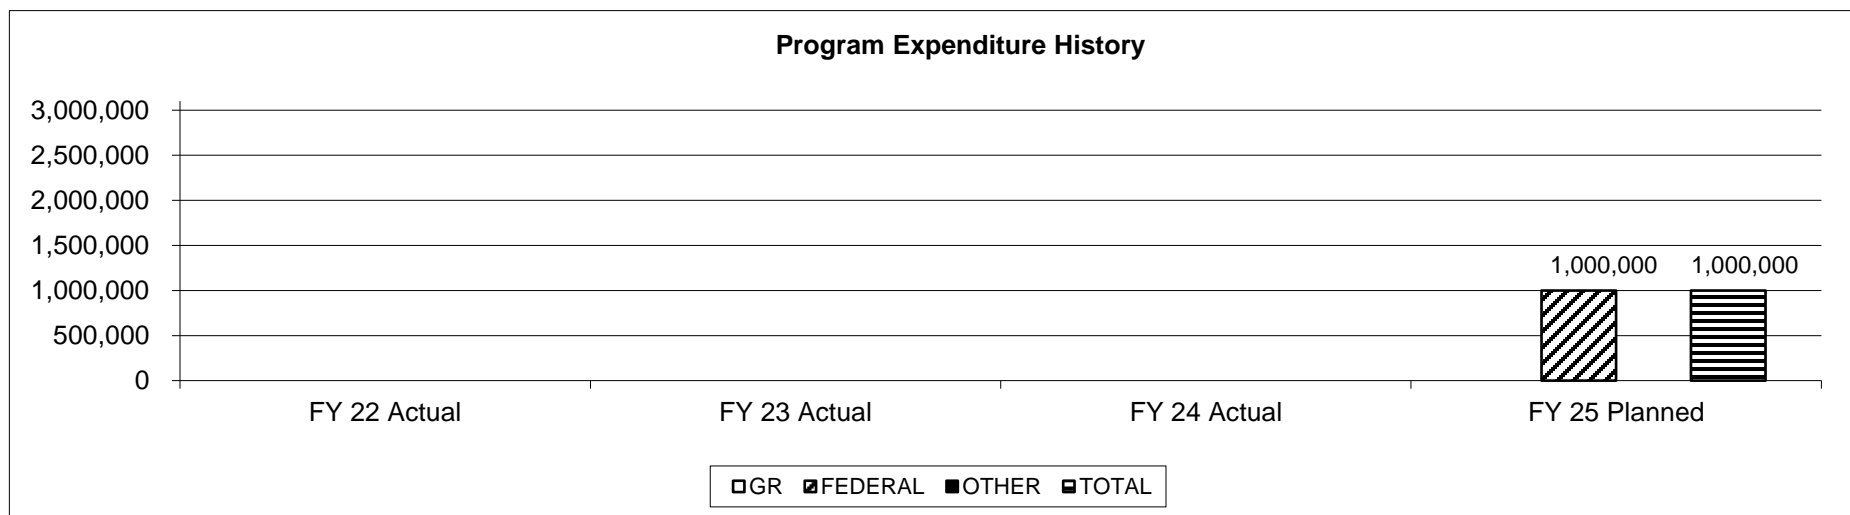 Program Expenditure History
3,000,000
2,500,000
2,000,000
1,500,000
1,000,000
500,000
0
1,000,000 1,000,000
FY 22 Actual FY 23 Actual FY 24 Actual FY 25 Planned
GR FEDERAL OTHER TOTAL